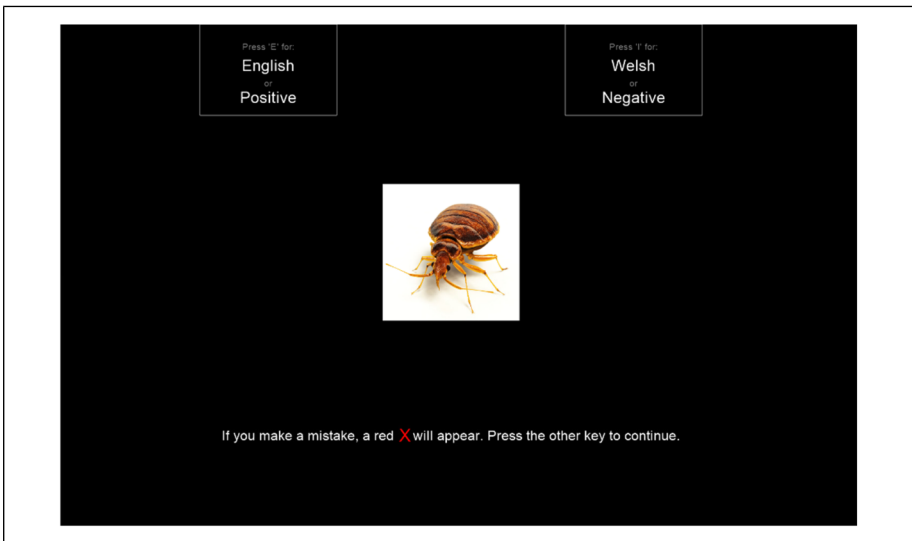 Press 'E' for:
English
or
Positive
Press 'I' for:
Welsh
or
Negative
If you make a mistake, a red X will appear. Press the other key to continue.